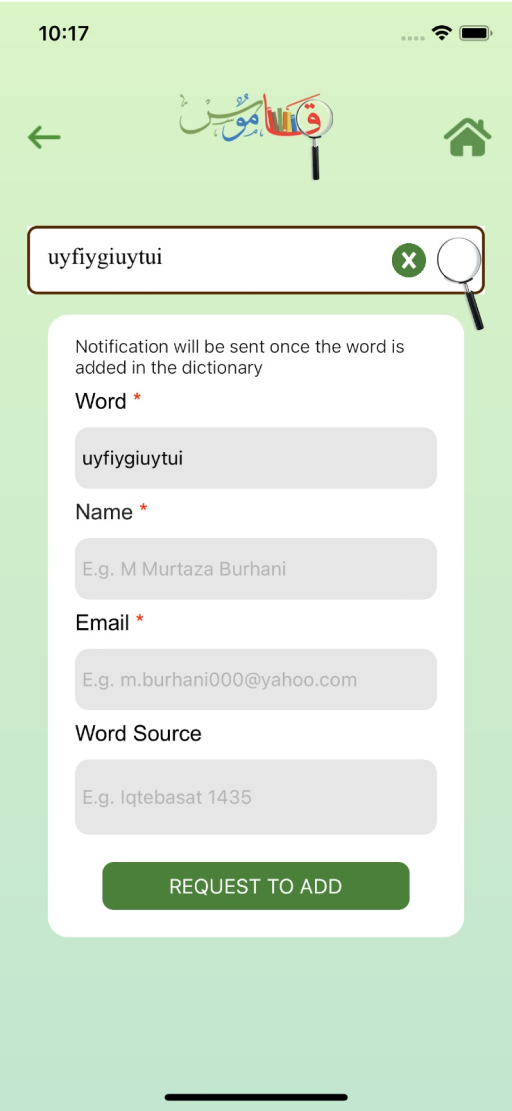 10:17
قاموس
uyfiygiuytui
Notification will be sent once the word is
added in the dictionary
Word *
uyfiygiuytui
Name *
E.g. M Murtaza Burhani
Email *
E.g. m.burhani000@yahoo.com
Word Source
E.g. Iqtebasat 1435
REQUEST TO ADD